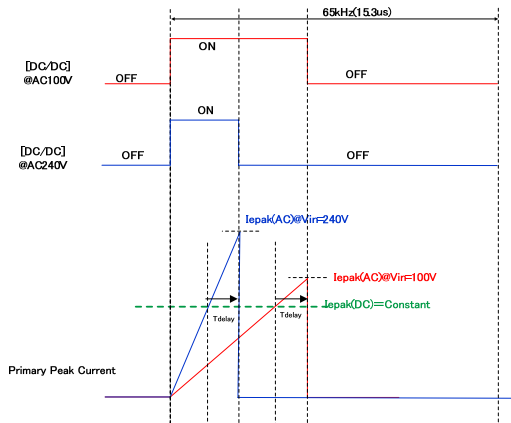 65kHz(15.3us)
ON
[DC/DC]
@AC100V
OFF
OFF
ON
[DC/DC]
@AC240V
OFF
OFF
Iepak(AC)@Vin=240V
Iepak(AC)@Vin=100V
Iepak(DC)=Constant
Tdelay
Tdelay
Primary Peak Current